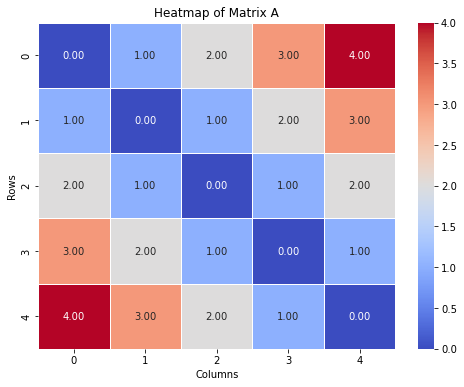 Heatmap of Matrix A
0 0.00 1.00 2.00 3.00 4.00
1 1.00 0.00 1.00 2.00 3.00
2 2.00 1.00 0.00 1.00 2.00
3 3.00 2.00 1.00 0.00 1.00
4 4.00 3.00 2.00 1.00 0.00
0 1 2 3 4
Rows
Columns
4.0
3.5
3.0
2.5
2.0
1.5
1.0
0.5
0.0